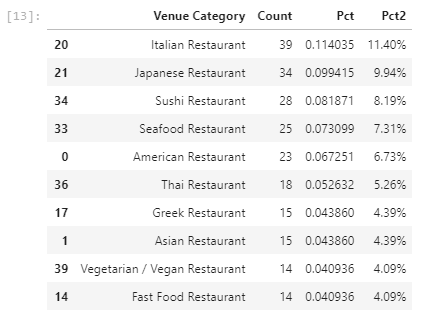 [13]: Venue Category Count Pct Pct2
20 Italian Restaurant 39 0.114035 11.40%
21 Japanese Restaurant 34 0.099415 9.94%
34 Sushi Restaurant 28 0.081871 8.19%
33 Seafood Restaurant 25 0.073099 7.31%
0 American Restaurant 23 0.067251 6.73%
36 Thai Restaurant 18 0.052632 5.26%
17 Greek Restaurant 15 0.043860 4.39%
1 Asian Restaurant 15 0.043860 4.39%
39 Vegetarian / Vegan Restaurant 14 0.040936 4.09%
14 Fast Food Restaurant 14 0.040936 4.09%